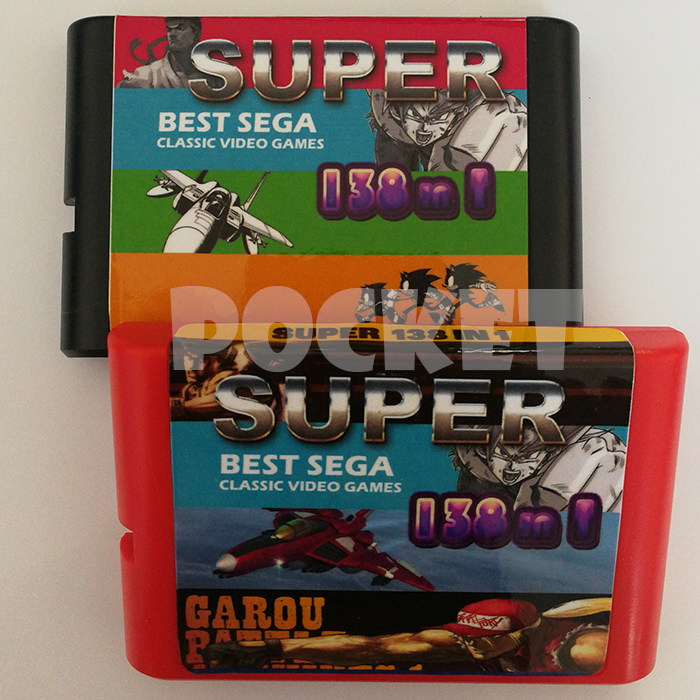 SUPER
BEST SEGA
CLASSIC VIDEO GAMES
138 in 1
POCKET
SUPER 138 IN 1
SUPER
BEST SEGA
CLASSIC VIDEO GAMES
138 in 1
GAROU